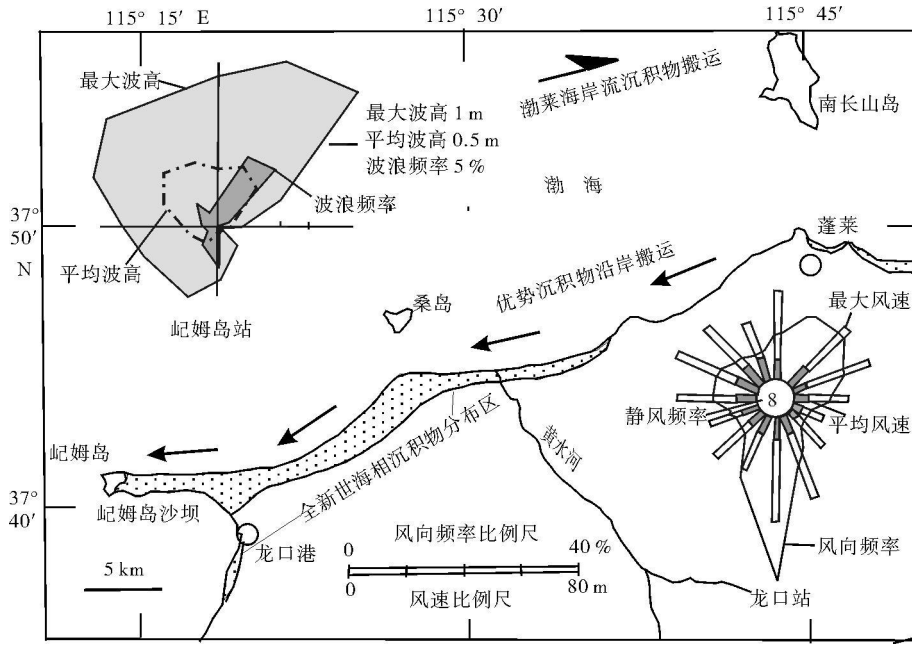 115° 15′ E
115° 30′
115° 45′
最大波高
最大波高 1 m
平均波高 0.5 m
波浪频率 5 %
渤莱海岸流沉积物搬运
南长山岛
渤 海
波浪频率
37°
50′
N
平均波高
屺姆岛站
桑岛
优势沉积物沿岸搬运
蓬莱
最大风速
8
静风频率
平均风速
屺姆岛
全新世海相沉积物分布区
黄水河
37°
40′
屺姆岛沙坝
龙口港
风向频率
0
风向频率比例尺
40 %
5 km
0
风速比例尺
80 m
龙口站